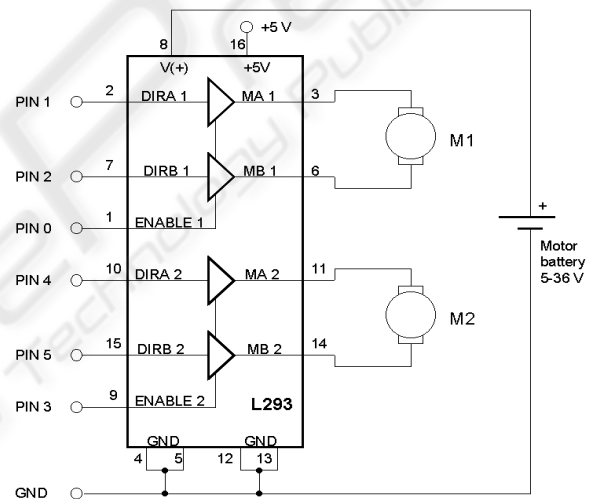 +5 V
8 16
V(+) +5V
PIN 1 2 DIRA 1 MA 1 3
M1
PIN 2 7 DIRB 1 MB 1 6
PIN 0 1 ENABLE 1
+
Motor
battery
5-36 V
PIN 4 10 DIRA 2 MA 2 11
M2
PIN 5 15 DIRB 2 MB 2 14
PIN 3 9 ENABLE 2
L293
GND GND
4 5 12 13
GND
Technology Public